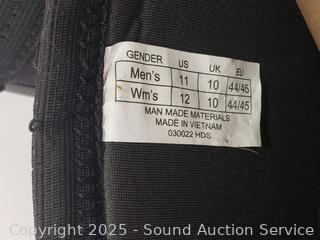 GENDER US UK EU
Men's 11 10 44/45
Wm's 12 10 44/45
MAN MADE MATERIALS
MADE IN VIETNAM
030022 HDS
Copyright 2025 - Sound Auction Service